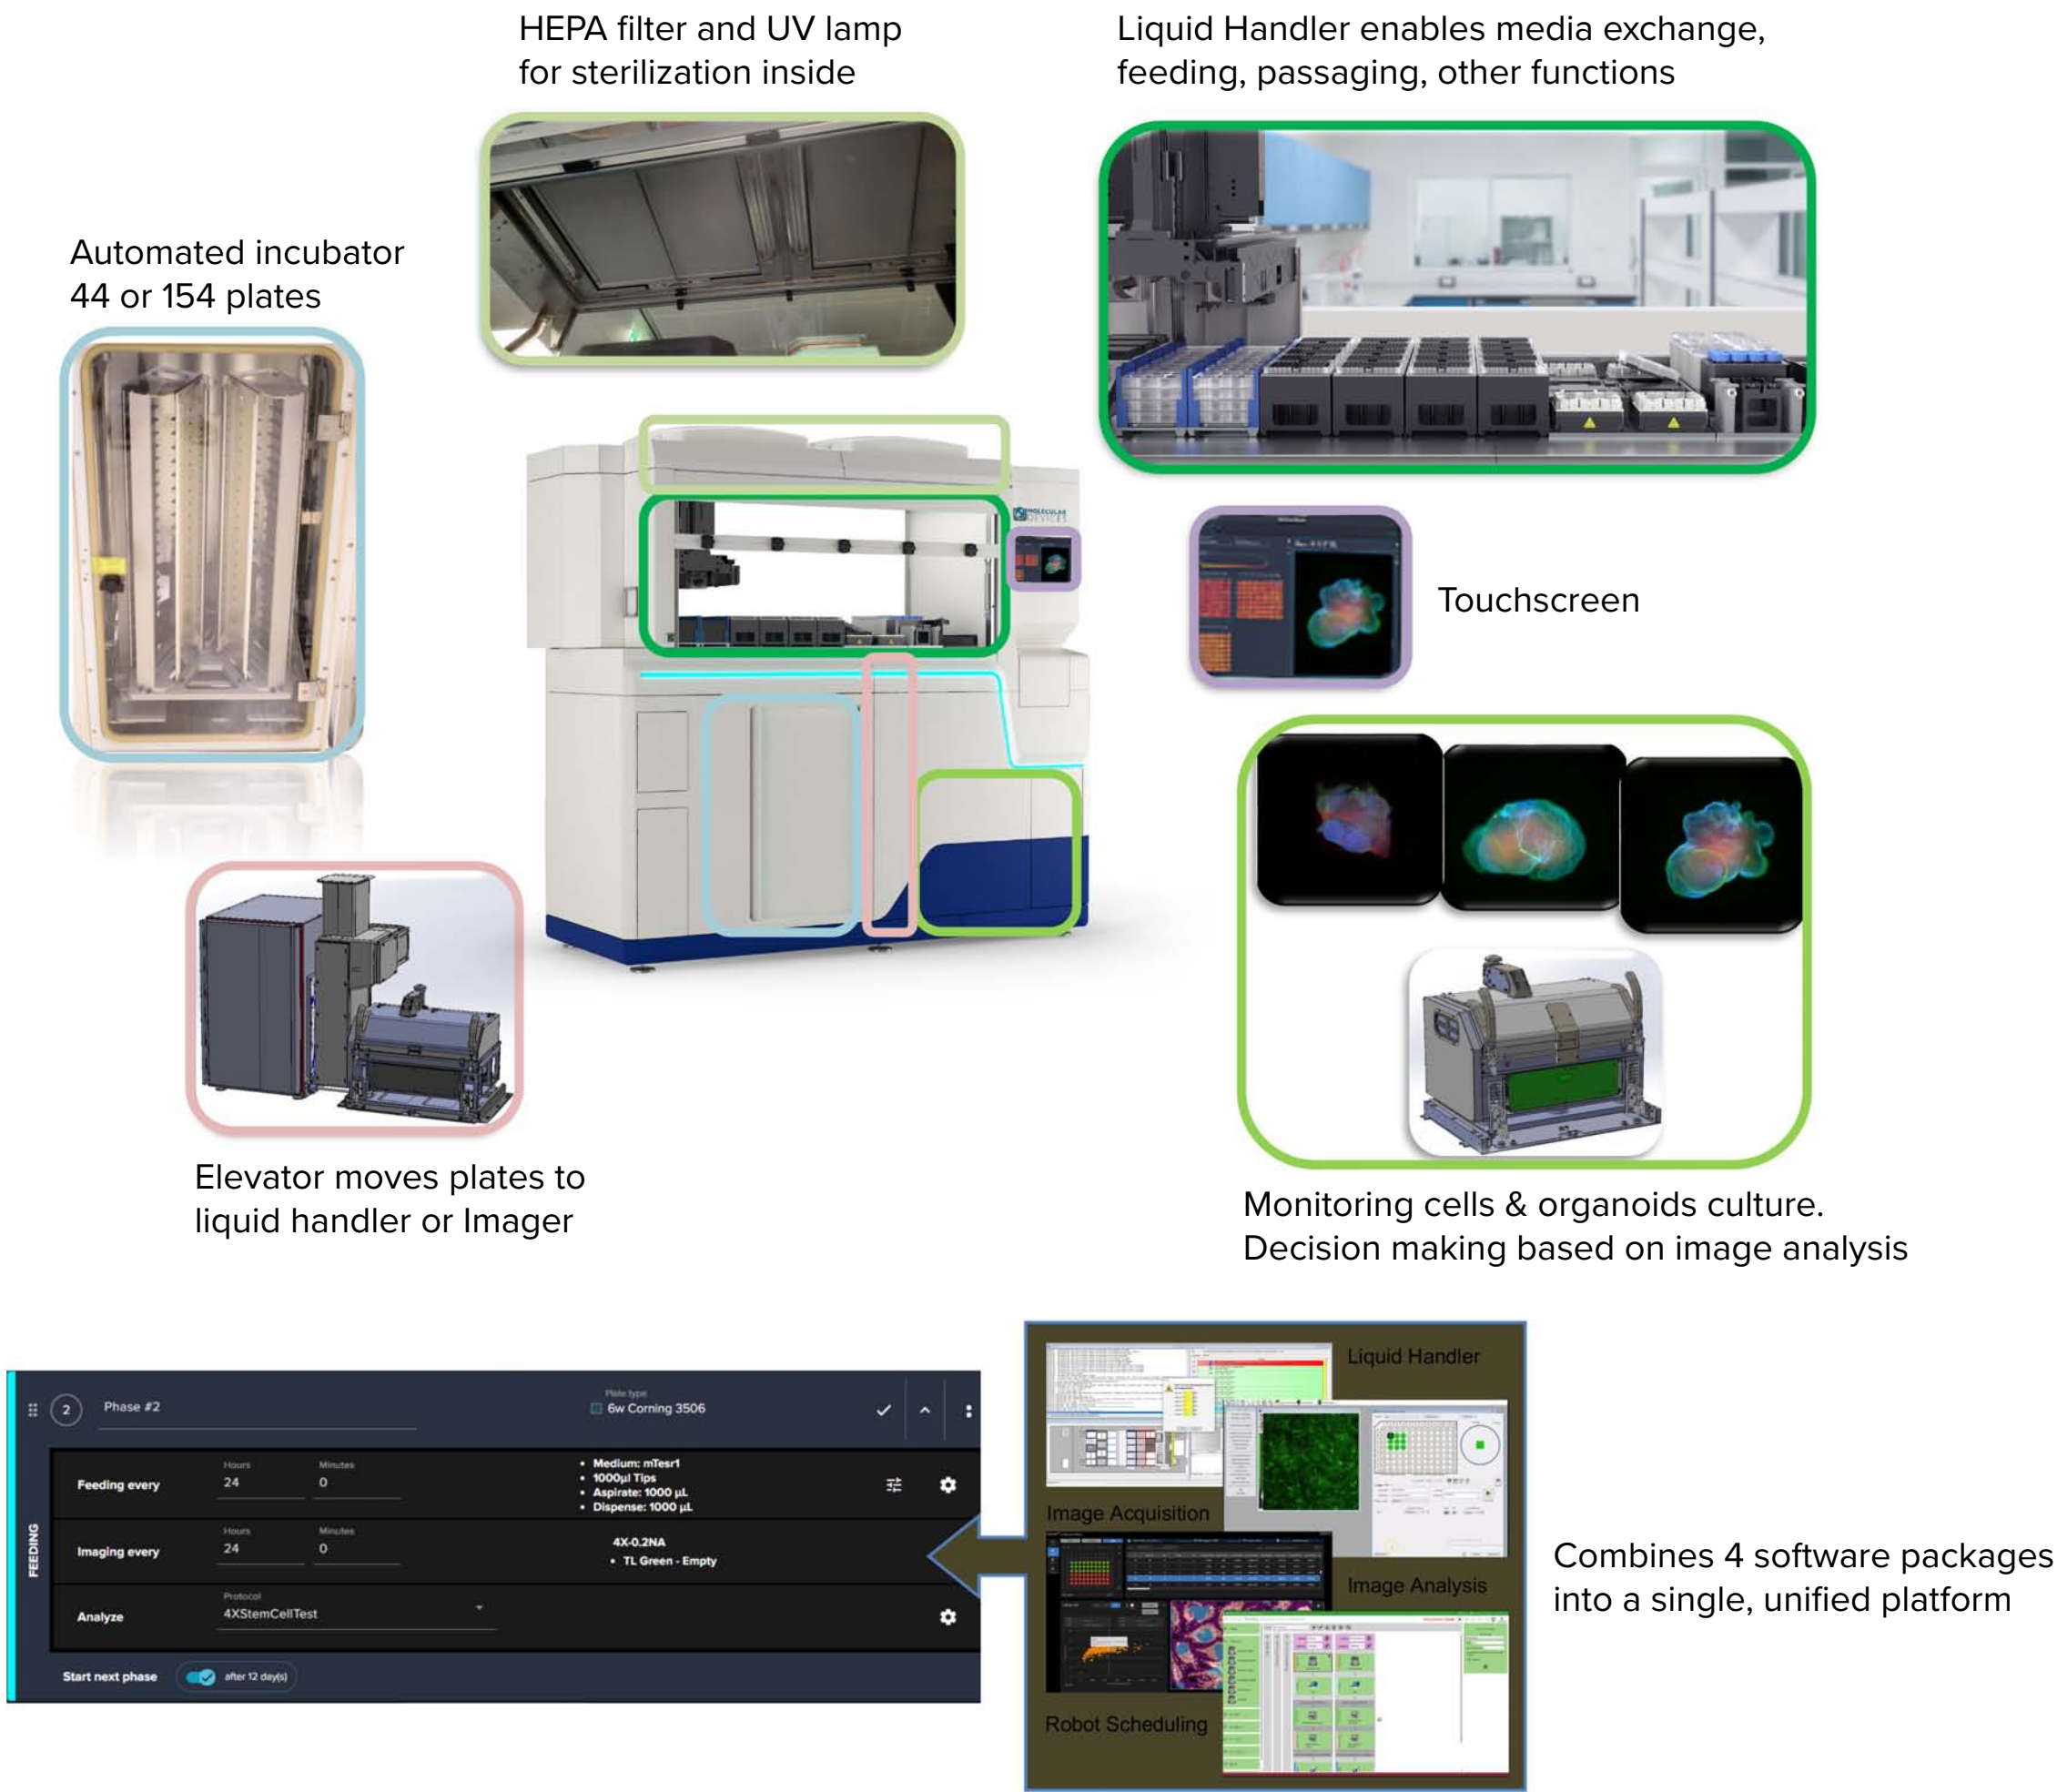 HEPA filter and UV lamp
for sterilization inside
Liquid Handler enables media exchange,
feeding, passaging, other functions
Automated incubator
44 or 154 plates
MOLECULAR
DEVICES
Touchscreen
Elevator moves plates to
liquid handler or Imager
Monitoring cells & organoids culture.
Decision making based on image analysis
2
Phase #2
Plate type
6w Corning 3506
FEEDING
Feeding every
Hours
24
Minutes
0
• Medium: mTesr1
• 1000µl Tips
• Aspirate: 1000 µL
• Dispense: 1000 µL
Imaging every
Hours
24
Minutes
0
4X-0.2NA
• TL Green - Empty
Analyze
Protocol
4XStemCellTest
Start next phase
after 12 day(s)
Liquid Handler
Image Acquisition
Image Analysis
Robot Scheduling
Combines 4 software packages
into a single, unified platform